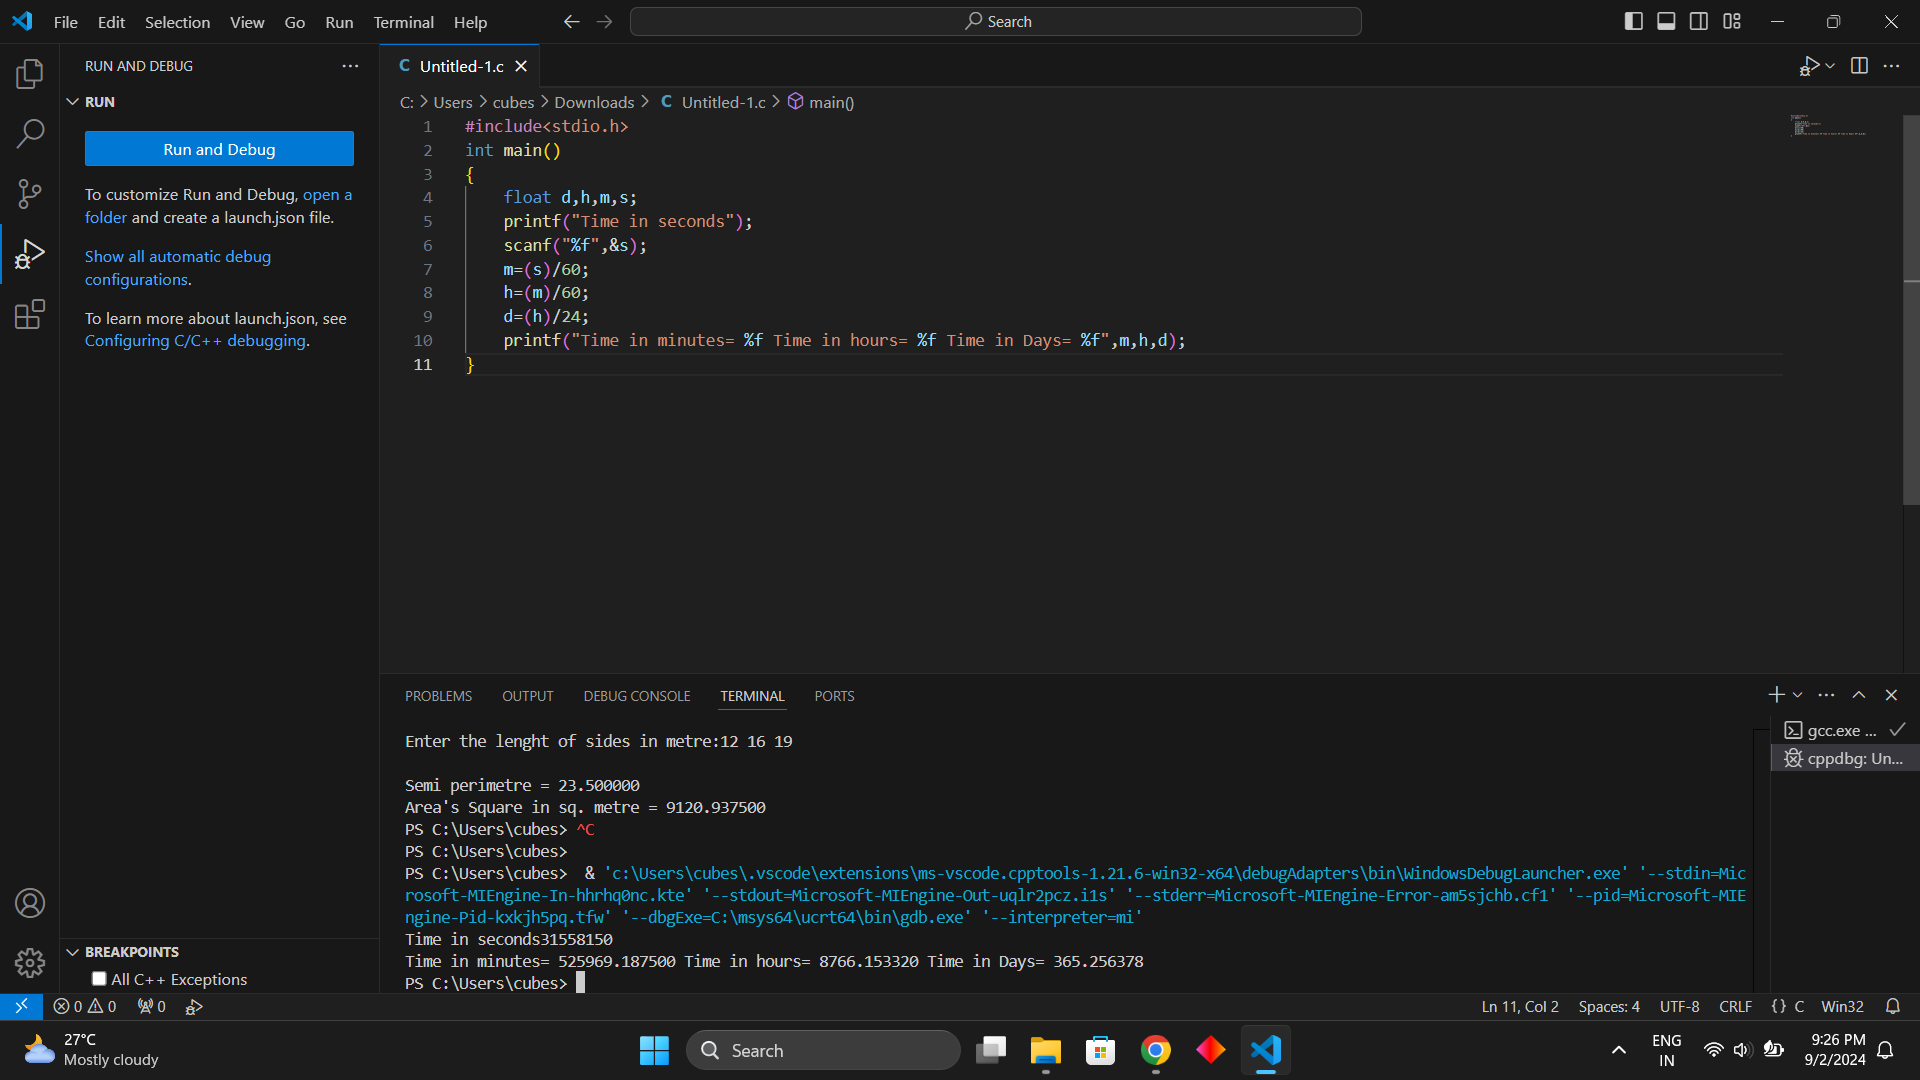 File Edit Selection View Go Run Terminal Help
Search
RUN AND DEBUG
RUN
Run and Debug
To customize Run and Debug, open a
folder and create a launch.json file.
Show all automatic debug
configurations.
To learn more about launch.json, see
Configuring C/C++ debugging.
BREAKPOINTS
All C++ Exceptions
C Untitled-1.c
C: > Users > cubes > Downloads > C Untitled-1.c > main()
1 #include<stdio.h>
2 int main()
3 {
4 float d,h,m,s;
5 printf("Time in seconds");
6 scanf("%f",&s);
7 m=(s)/60;
8 h=(m)/60;
9 d=(h)/24;
10 printf("Time in minutes= %f Time in hours= %f Time in Days= %f",m,h,d);
11 }
PROBLEMS OUTPUT DEBUG CONSOLE TERMINAL PORTS
Enter the lenght of sides in metre:12 16 19
Semi perimetre = 23.500000
Area's Square in sq. metre = 9120.937500
PS C:\Users\cubes> ^C
PS C:\Users\cubes>
PS C:\Users\cubes> & 'c:\Users\cubes\.vscode\extensions\ms-vscode.cpptools-1.21.6-win32-x64\debugAdapters\bin\WindowsDebugLauncher.exe' '--stdin=Mic
rosoft-MIEngine-In-hhrhq0nc.kte' '--stdout=Microsoft-MIEngine-Out-uqlr2pcz.i1s' '--stderr=Microsoft-MIEngine-Error-am5sjchb.cf1' '--pid=Microsoft-MIE
ngine-Pid-kxkjh5pq.tfw' '--dbgExe=C:\msys64\ucrt64\bin\gdb.exe' '--interpreter=mi'
Time in seconds31558150
Time in minutes= 525969.187500 Time in hours= 8766.153320 Time in Days= 365.256378
PS C:\Users\cubes>
gcc.exe ...
cppdbg: Un...
0 0 0
Ln 11, Col 2 Spaces: 4 UTF-8 CRLF {} C Win32
27°C
Mostly cloudy
Search
ENG
IN
9:26 PM
9/2/2024